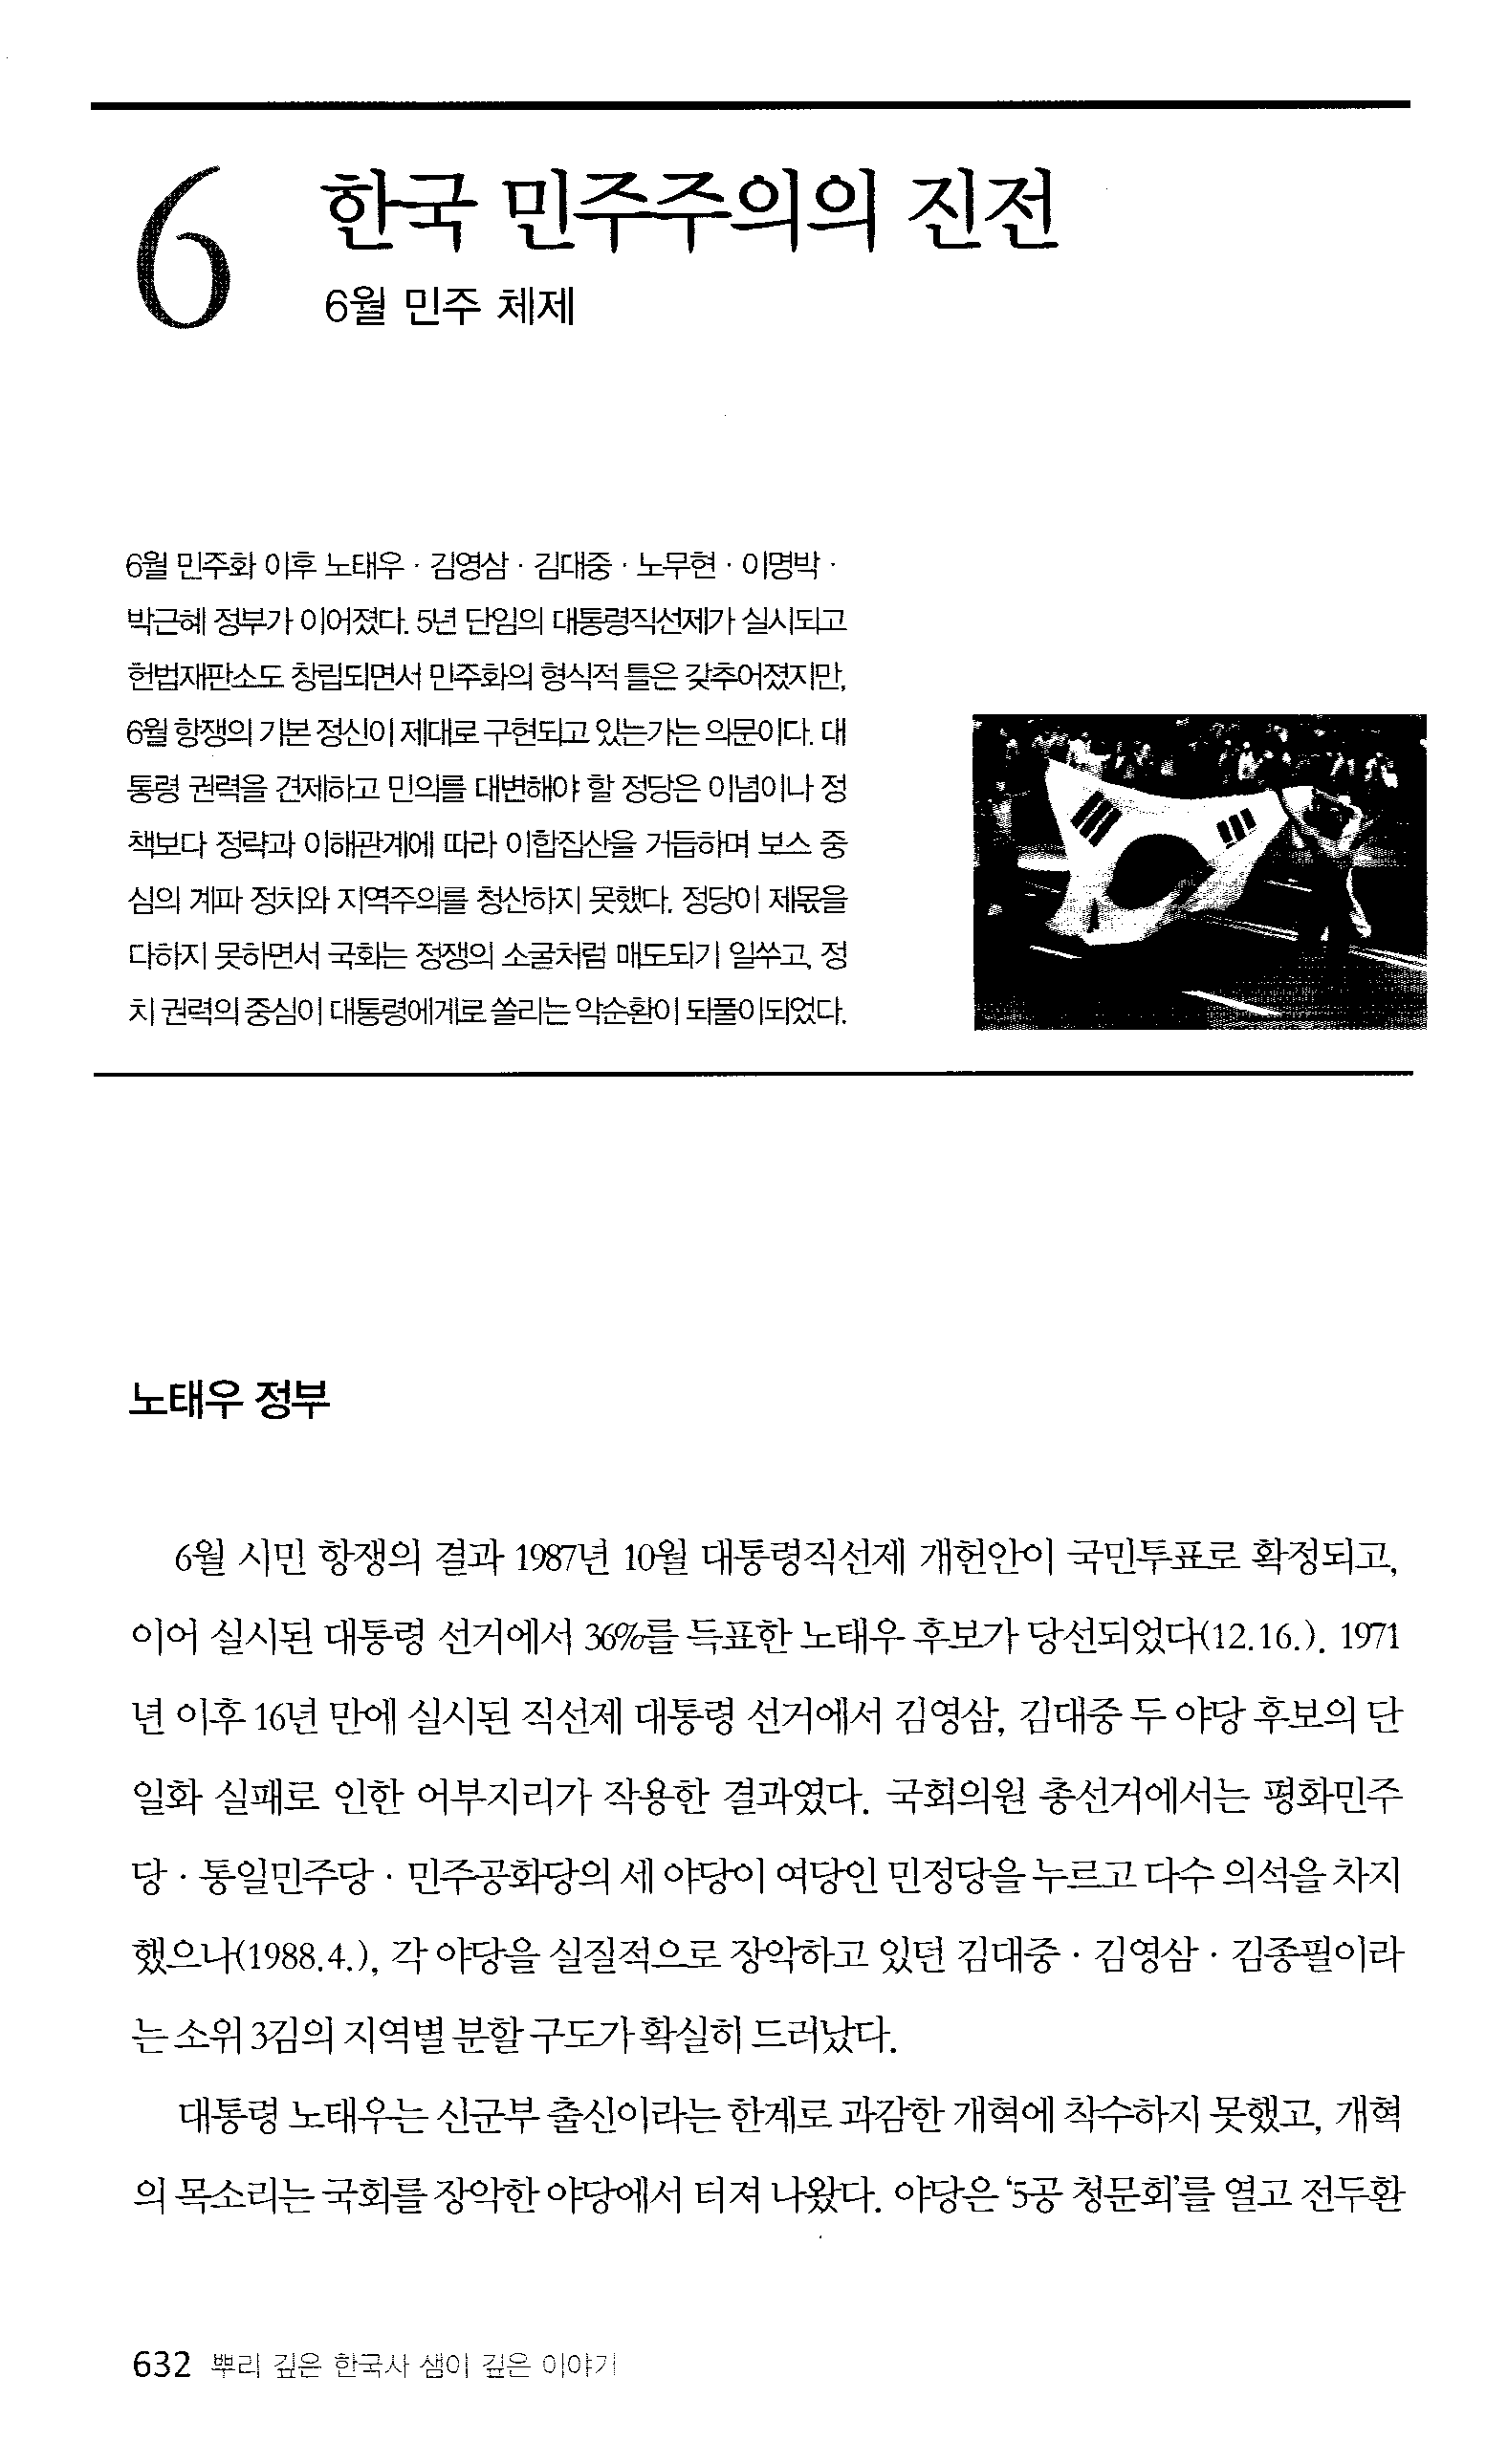 6
한국 민주주의의 진전
6월 민주 체제
6월 민주화 이후 노태우 · 김영삼 · 김대중 · 노무현 · 이명박 ·
박근혜 정부가 이어졌다. 5년 단임의 대통령직선제가 실시되고
헌법재판소도 창립되면서 민주화의 형식적 틀은 갖추어졌지만,
6월 항쟁의 기본 정신이 제대로 구현되고 있는가는 의문이다. 대
통령 권력을 견제하고 민의를 대변해야 할 정당은 이념이나 정
책보다 정략과 이해관계에 따라 이합집산을 거듭하며 보스 중
심의 계파 정치와 지역주의를 청산하지 못했다. 정당이 제몫을
다하지 못하면서 국회는 정쟁의 소굴처럼 매도되기 일쑤고, 정
치 권력의 중심이 대통령에게로 쏠리는 악순환이 되풀이되었다.
노태우 정부
6월 시민 항쟁의 결과 1987년 10월 대통령직선제 개헌안이 국민투표로 확정되고,
이어 실시된 대통령 선거에서 36%를 득표한 노태우 후보가 당선되었다(12.16.). 1971
년 이후 16년 만에 실시된 직선제 대통령 선거에서 김영삼, 김대중 두 야당 후보의 단
일화 실패로 인한 어부지리가 작용한 결과였다. 국회의원 총선거에서는 평화민주
당 · 통일민주당 · 민주공화당의 세 야당이 여당인 민정당을 누르고 다수 의석을 차지
했으나(1988.4.), 각 야당을 실질적으로 장악하고 있던 김대중 · 김영삼 · 김종필이라
는 소위 3김의 지역별 분할 구도가 확실히 드러났다.
대통령 노태우는 신군부 출신이라는 한계로 과감한 개혁에 착수하지 못했고, 개혁
의 목소리는 국회를 장악한 야당에서 터져 나왔다. 야당은 ‘5공 청문회’를 열고 전두환
632 뿌리 깊은 한국사 샘이 깊은 이야기